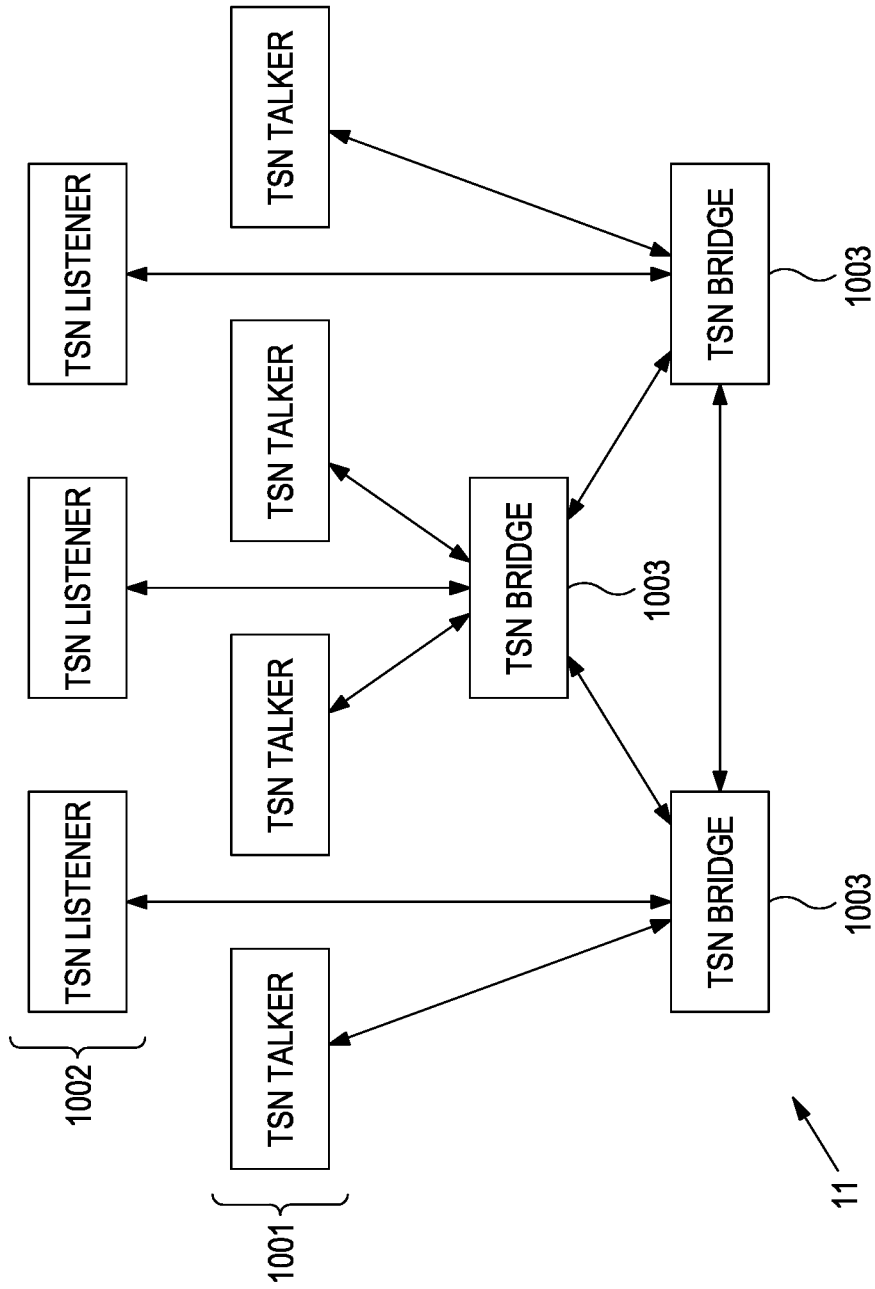 1002
TSN LISTENER
TSN LISTENER
TSN LISTENER
1001
TSN TALKER
TSN TALKER
TSN TALKER
TSN TALKER
TSN BRIDGE
1003
TSN BRIDGE
TSN BRIDGE
1003
1003
11